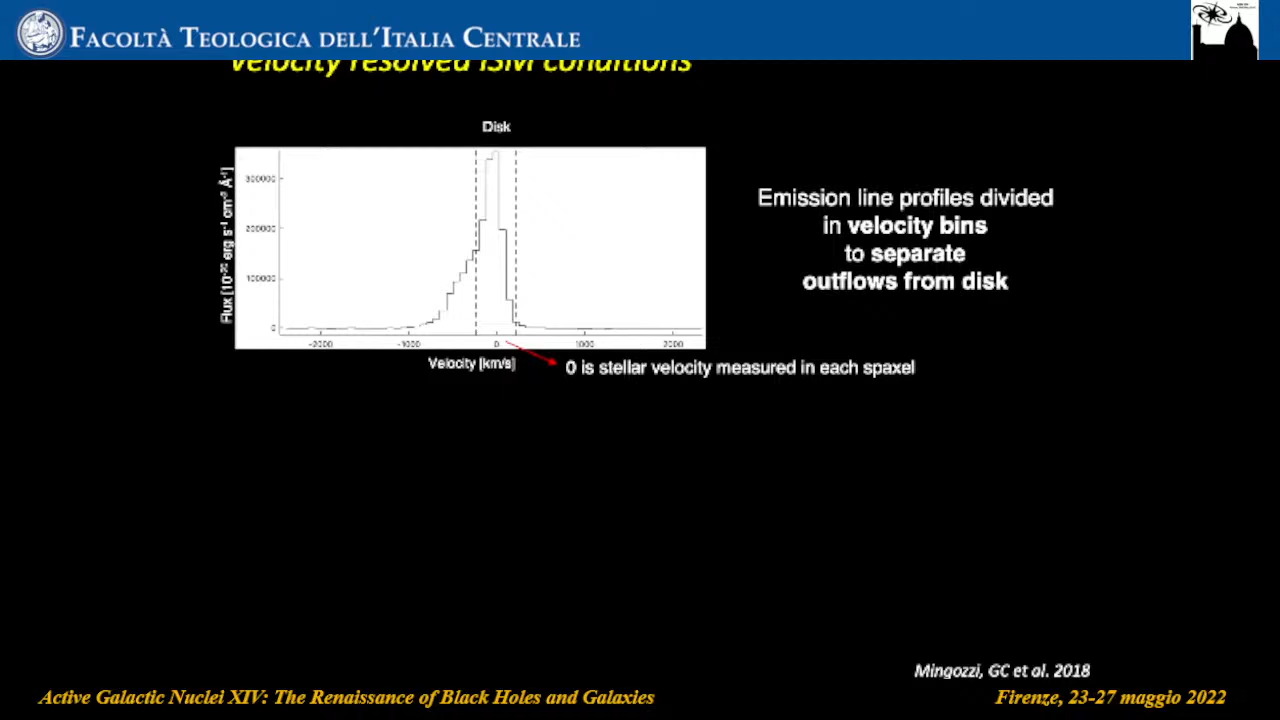 FACOLTÀ TEOLOGICA DELL'ITALIA CENTRALE
velocity resolved ISM conditions
Disk
Flux [10⁻²⁰ erg s⁻¹ cm⁻² Å⁻¹]
300000
200000
100000
0
-2000 -1000 0 1000 2000
Velocity [km/s]
0 is stellar velocity measured in each spaxel
Emission line profiles divided
in velocity bins
to separate
outflows from disk
Mingozzi, GC et al. 2018
Active Galactic Nuclei XIV: The Renaissance of Black Holes and Galaxies
Firenze, 23-27 maggio 2022